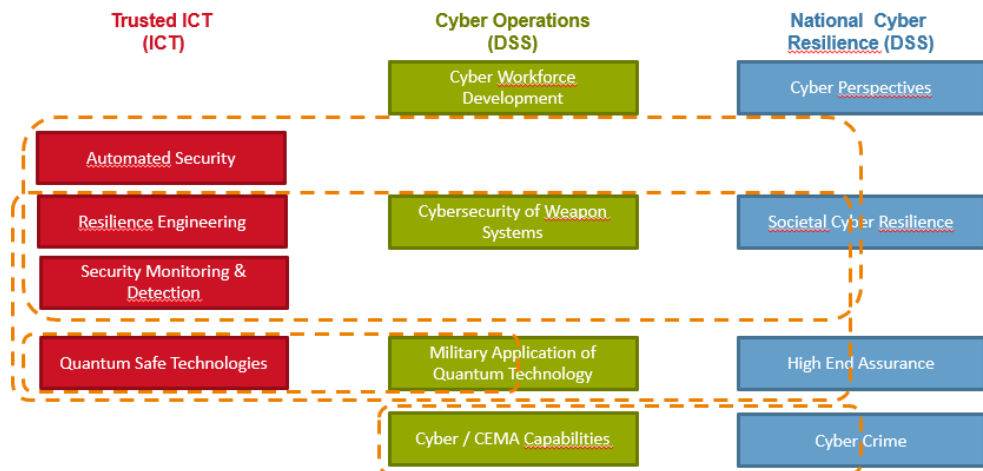 Trusted ICT
(ICT)
Cyber Operations
(DSS)
National Cyber
Resilience (DSS)
Cyber Workforce
Development
Cyber Perspectives
Automated Security
Resilience Engineering
Cybersecurity of Weapon
Systems
Societal Cyber Resilience
Security Monitoring &
Detection
Quantum Safe Technologies
Military Application of
Quantum Technology
High End Assurance
Cyber / CEMA Capabilities
Cyber Crime